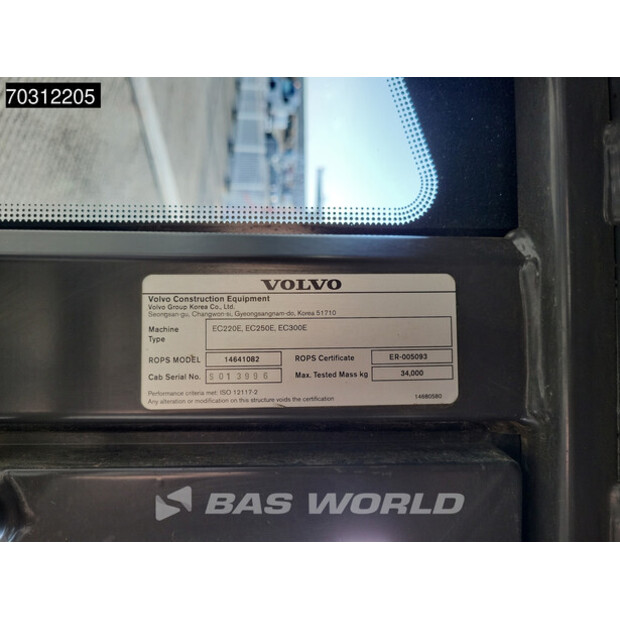 70312205
VOLVO
Volvo Construction Equipment
Volvo Group Korea Co., Ltd.
Seongsan-gu, Changwon-si, Gyeongsangnam-do, Korea 51710
Machine Type EC220E, EC250E, EC300E
ROPS MODEL 14641082 ROPS Certificate ER-005093
Cab Serial No. S013996 Max. Tested Mass kg 34,000
Performance criteria met: ISO 12117-2
Any alteration or modification on this structure voids the certification 14880580
BAS WORLD